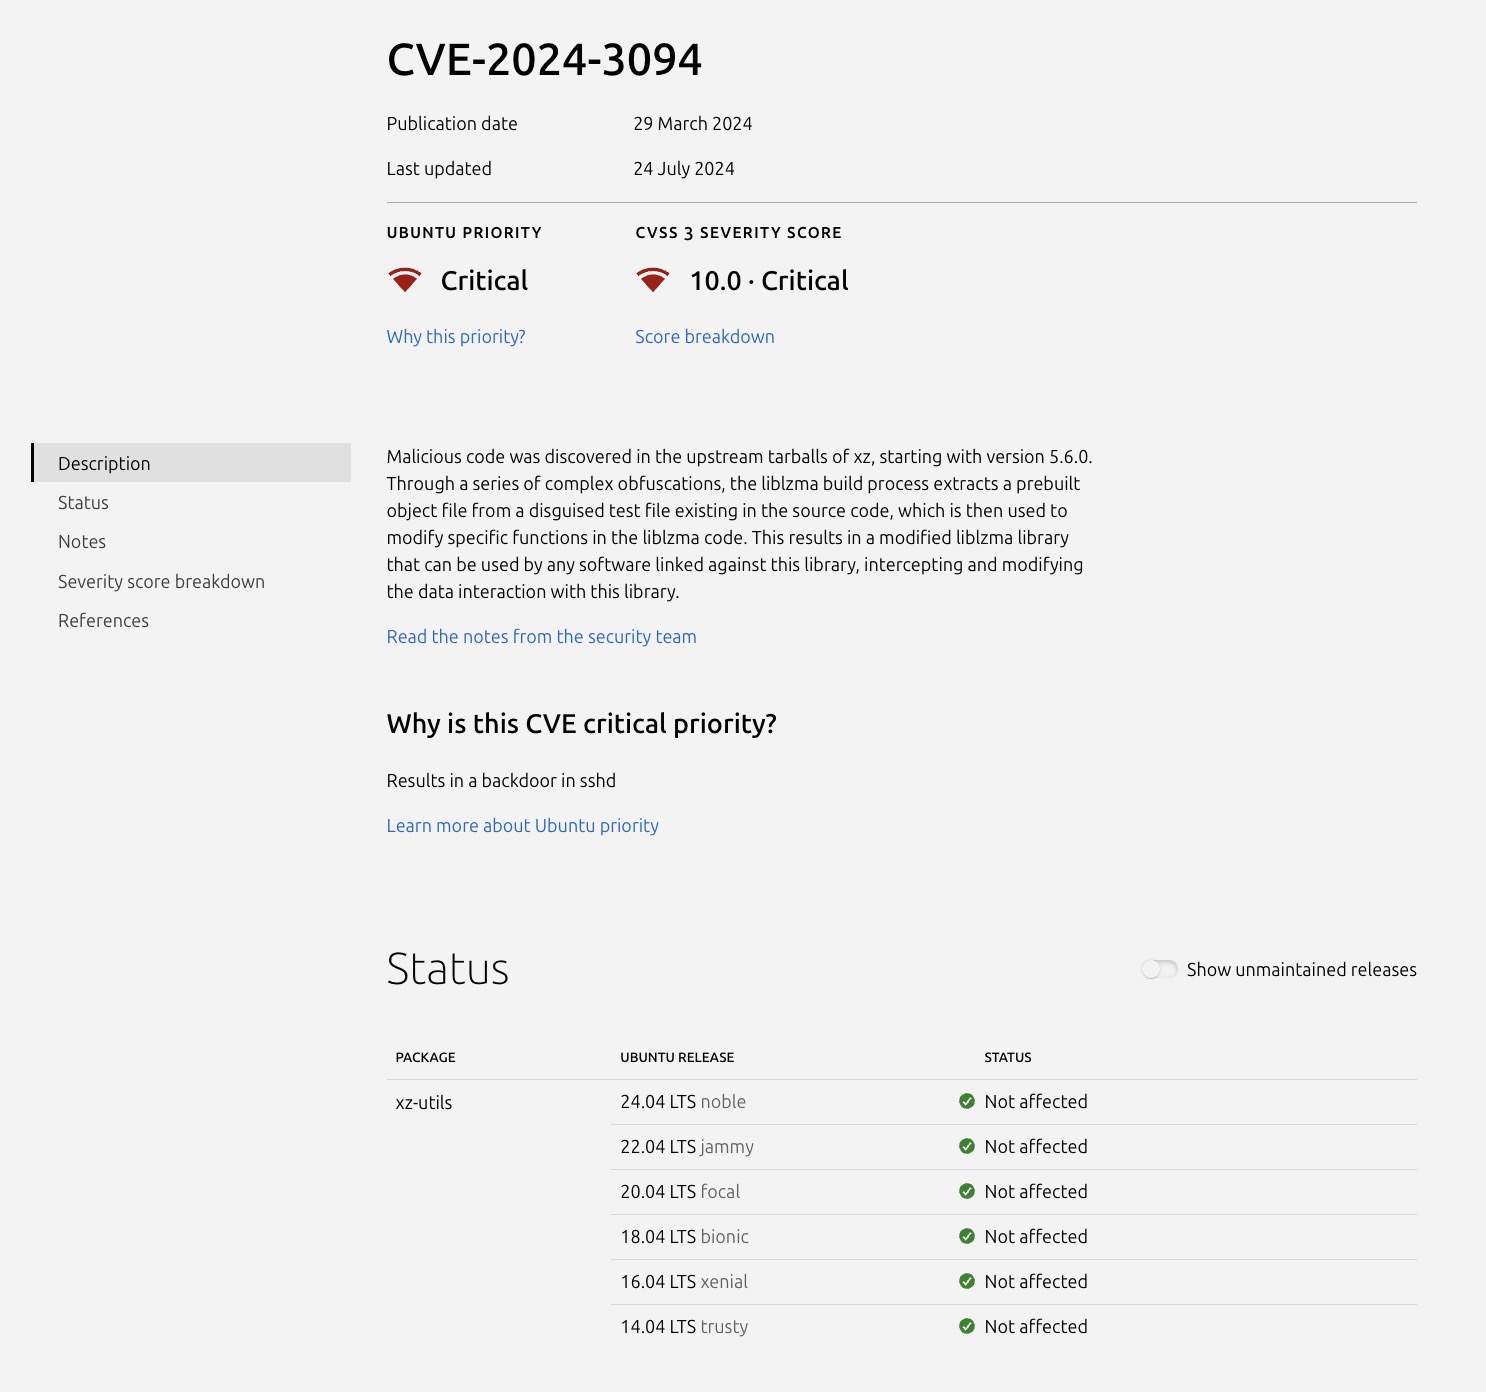 CVE-2024-3094
Publication date 29 March 2024
Last updated 24 July 2024
UBUNTU PRIORITY CVSS 3 SEVERITY SCORE
Critical 10.0 · Critical
Why this priority? Score breakdown
Description
Status
Notes
Severity score breakdown
References
Malicious code was discovered in the upstream tarballs of xz, starting with version 5.6.0.
Through a series of complex obfuscations, the liblzma build process extracts a prebuilt
object file from a disguised test file existing in the source code, which is then used to
modify specific functions in the liblzma code. This results in a modified liblzma library
that can be used by any software linked against this library, intercepting and modifying
the data interaction with this library.
Read the notes from the security team
Why is this CVE critical priority?
Results in a backdoor in sshd
Learn more about Ubuntu priority
Status Show unmaintained releases
PACKAGE UBUNTU RELEASE STATUS
xz-utils 24.04 LTS noble Not affected
22.04 LTS jammy Not affected
20.04 LTS focal Not affected
18.04 LTS bionic Not affected
16.04 LTS xenial Not affected
14.04 LTS trusty Not affected